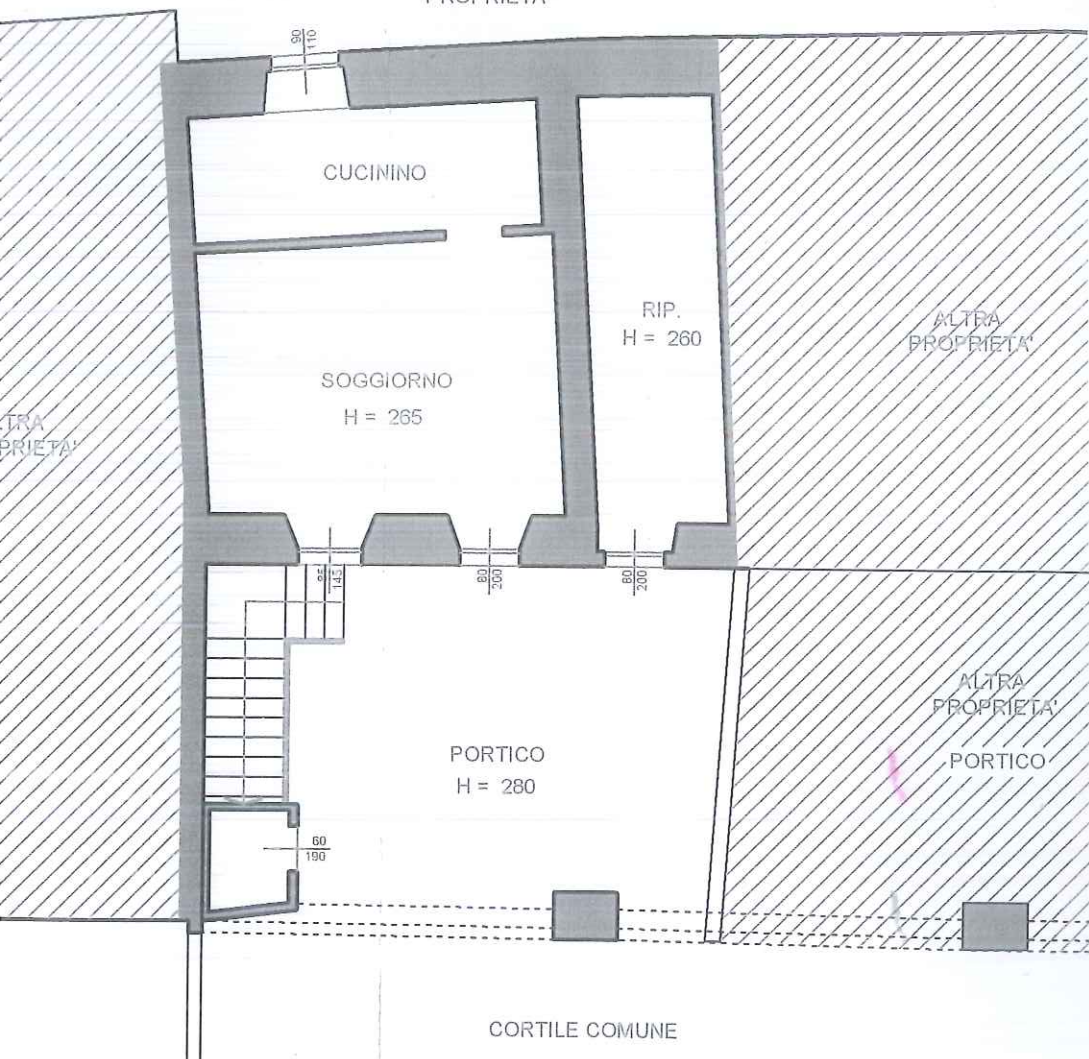 PROPRIETA'
90
110
CUCININO
RIP.
H = 260
ALTRA
PROPRIETA'
SOGGIORNO
H = 265
80
200
80
200
ALTRA
PROPRIETA'
PORTICO
PORTICO
H = 280
60
190
CORTILE COMUNE